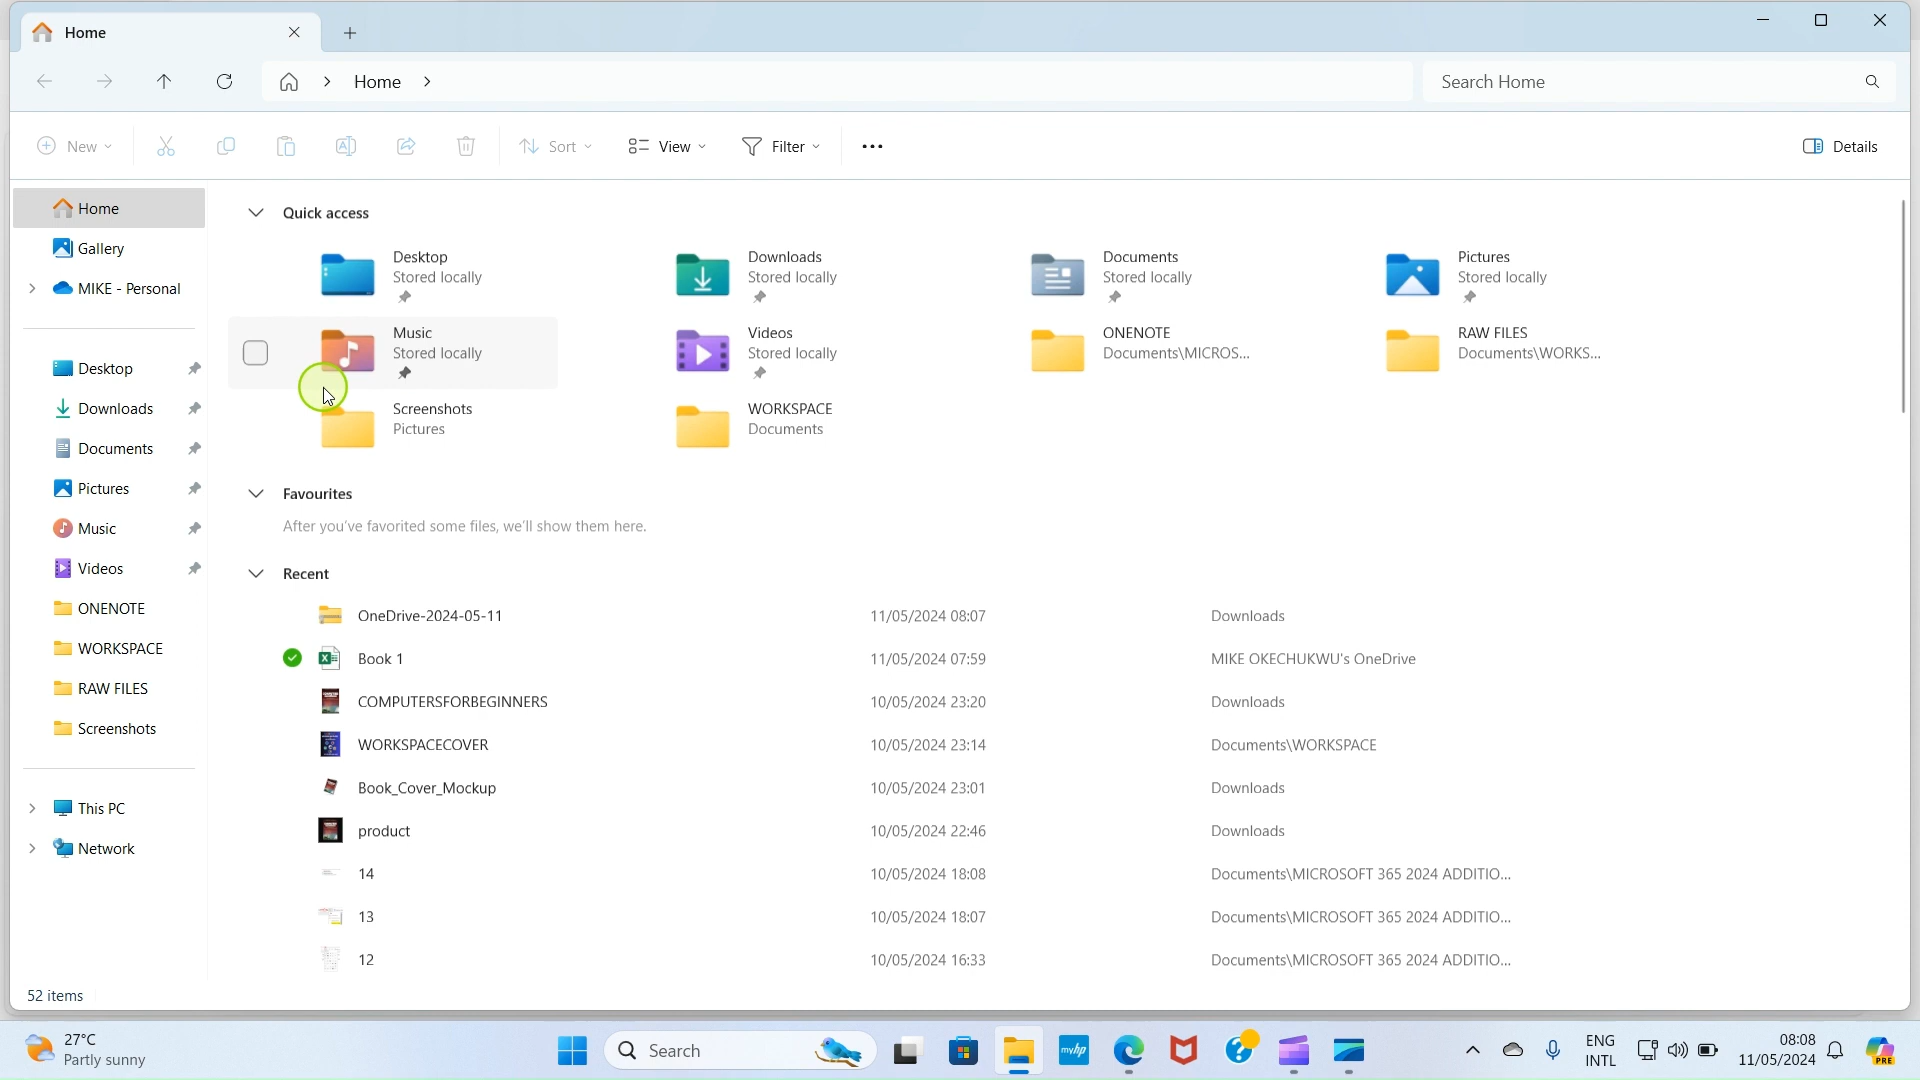 Home
Home
Search Home
New
Sort
View
Filter
Details
Home
Gallery
MIKE - Personal
Desktop
Downloads
Documents
Pictures
Music
Videos
ONENOTE
WORKSPACE
RAW FILES
Screenshots
This PC
Network
Quick access
Desktop
Stored locally
Downloads
Stored locally
Documents
Stored locally
Pictures
Stored locally
Music
Stored locally
Videos
Stored locally
ONENOTE
Documents\MICROS...
RAW FILES
Documents\WORKS...
Screenshots
Pictures
WORKSPACE
Documents
Favourites
After you've favorited some files, we'll show them here.
Recent
OneDrive-2024-05-11 11/05/2024 08:07 Downloads
Book 1 11/05/2024 07:59 MIKE OKECHUKWU's OneDrive
COMPUTERSFORBEGINNERS 10/05/2024 23:20 Downloads
WORKSPACECOVER 10/05/2024 23:14 Documents\WORKSPACE
Book_Cover_Mockup 10/05/2024 23:01 Downloads
product 10/05/2024 22:46 Downloads
14 10/05/2024 18:08 Documents\MICROSOFT 365 2024 ADDITIO...
13 10/05/2024 18:07 Documents\MICROSOFT 365 2024 ADDITIO...
12 10/05/2024 16:33 Documents\MICROSOFT 365 2024 ADDITIO...
52 items
27°C
Partly sunny
Search
myhp
ENG
INTL
08:08
11/05/2024
PRE